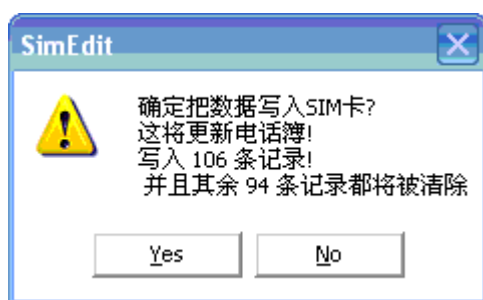 SimEdit
确定把数据写入SIM卡?
这将更新电话簿!
写入 106 条记录!
并且其余 94 条记录都将被清除
Yes No